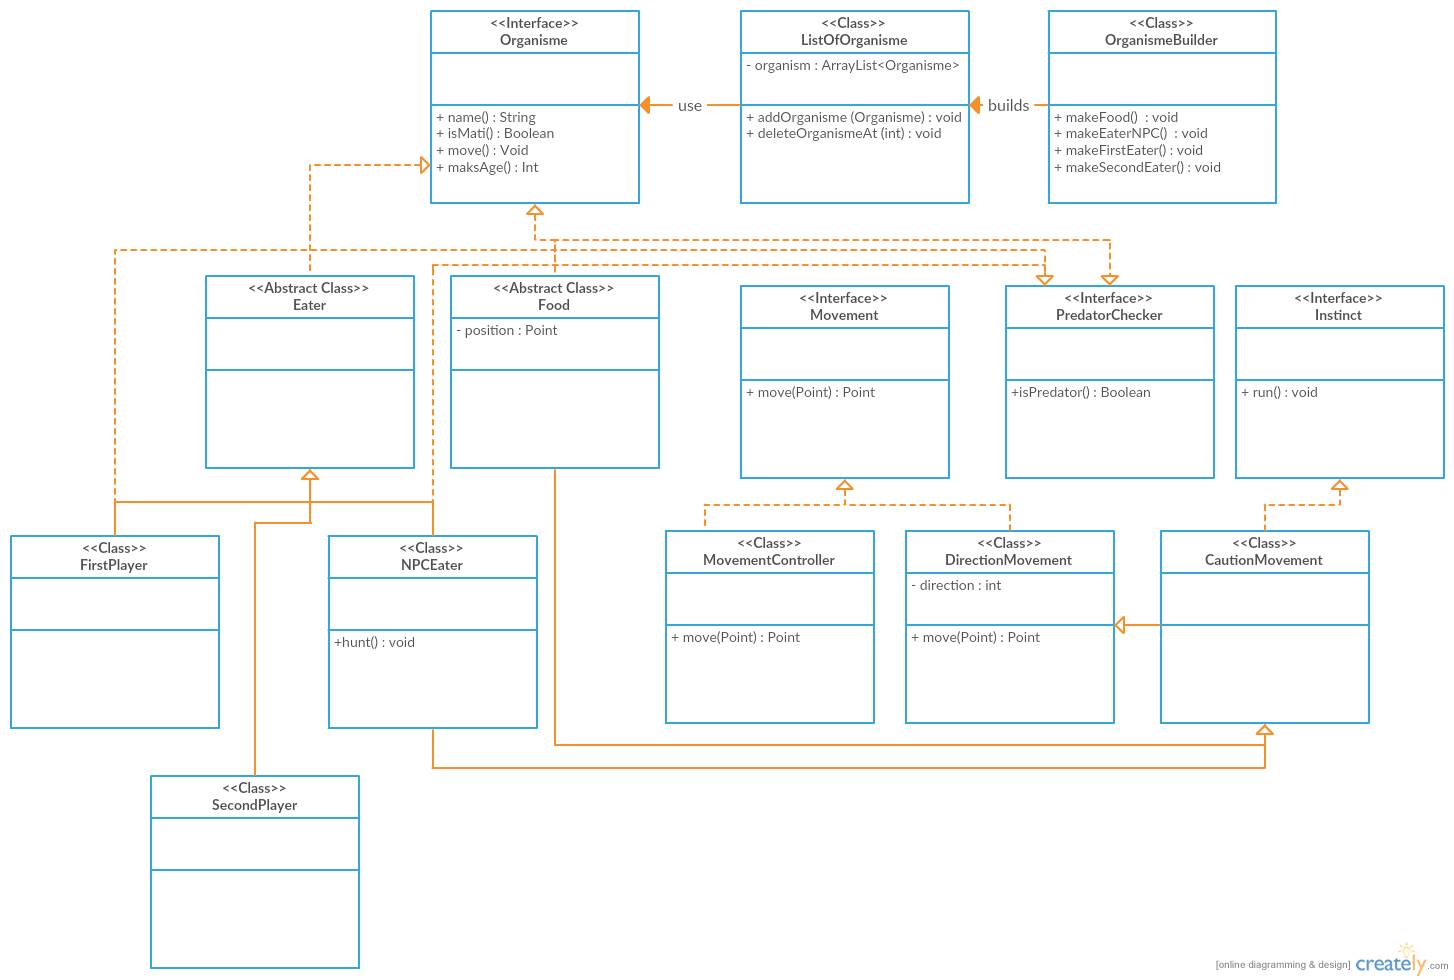 <<Interface>>
Organisme
+ name() : String
+ isMati() : Boolean
+ move() : Void
+ maksAge() : Int
use
<<Class>>
ListOfOrganisme
- organism : ArrayList<Organisme>
+ addOrganisme (Organisme) : void
+ deleteOrganismeAt (int) : void
builds
<<Class>>
OrganismeBuilder
+ makeFood()  : void
+ makeEaterNPC()  : void
+ makeFirstEater() : void
+ makeSecondEater() : void
<<Abstract Class>>
Eater
<<Abstract Class>>
Food
- position : Point
<<Interface>>
Movement
+ move(Point) : Point
<<Interface>>
PredatorChecker
+isPredator() : Boolean
<<Interface>>
Instinct
+ run() : void
<<Class>>
FirstPlayer
<<Class>>
NPCEater
+hunt() : void
<<Class>>
MovementController
+ move(Point) : Point
<<Class>>
DirectionMovement
- direction : int
+ move(Point) : Point
<<Class>>
CautionMovement
<<Class>>
SecondPlayer
[online diagramming & design] creately.com